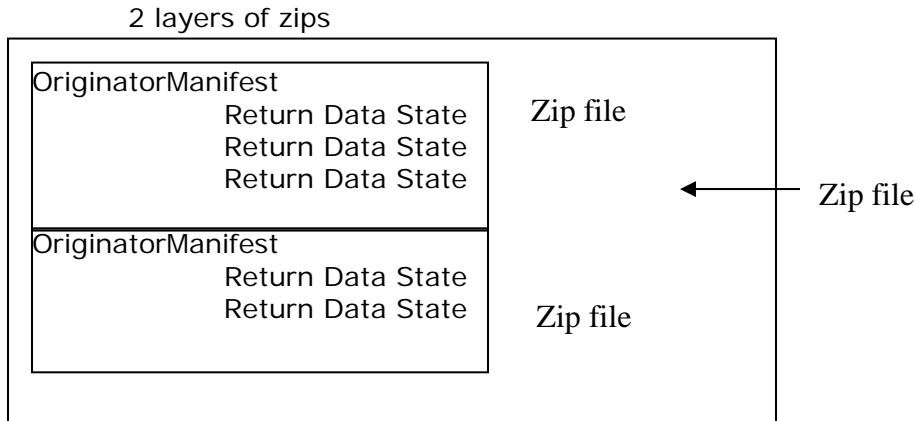 2 layers of zips
OriginatorManifest
Return Data State
Zip file
Return Data State
Return Data State
Zip file
OriginatorManifest
Return Data State
Return Data State
Zip file